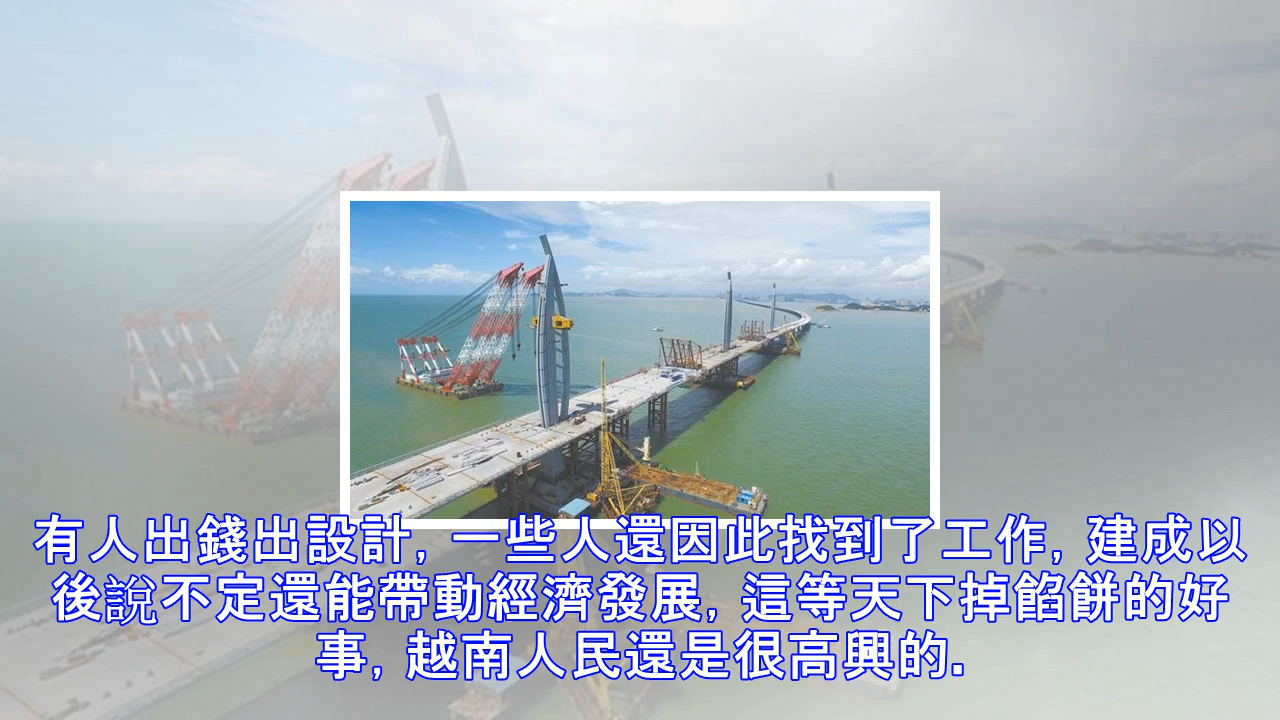 有人出錢出設計, 一些人還因此找到了工作, 建成以
後說不定還能帶動經濟發展, 這等天下掉餡餅的好
事, 越南人民還是很高興的.